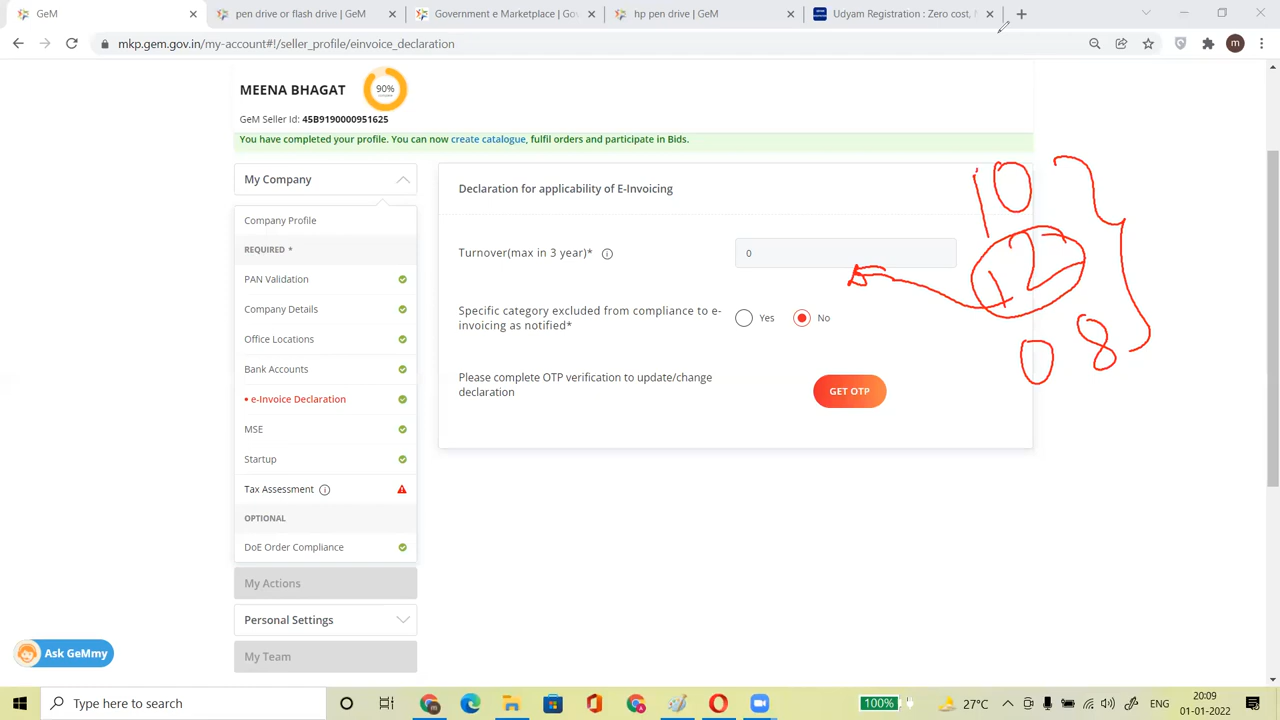 GeM
pen drive or flash drive | GeM
Government e Marketplace | Gov
hp pen drive | GeM
Udyam Registration : Zero cost,
mkp.gem.gov.in/my-account#!/seller_profile/einvoice_declaration
m
MEENA BHAGAT
90%
GeM Seller Id: 45B9190000951625
You have completed your profile. You can now create catalogue, fulfil orders and participate in Bids.
My Company
Company Profile
REQUIRED *
PAN Validation
Company Details
Office Locations
Bank Accounts
• e-Invoice Declaration
MSE
Startup
Tax Assessment
OPTIONAL
DoE Order Compliance
My Actions
Personal Settings
My Team
Declaration for applicability of E-Invoicing
Turnover(max in 3 year)*
0
Specific category excluded from compliance to e-
invoicing as notified*
Yes
No
Please complete OTP verification to update/change
declaration
GET OTP
10
12
08
Ask GeMmy
Type here to search
100%
27°C
ENG
20:09
01-01-2022